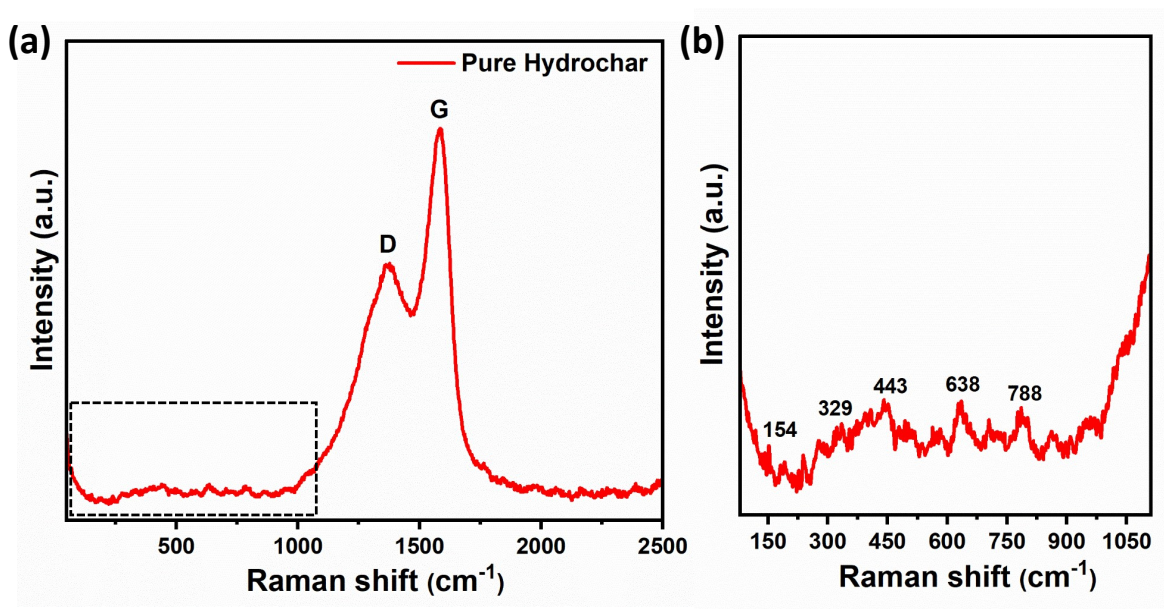 (a)
Pure Hydrochar
G
D
Intensity (a.u.)
500 1000 1500 2000 2500
Raman shift (cm⁻¹)
(b)
443
638
788
329
154
Intensity (a.u.)
150 300 450 600 750 900 1050
Raman shift (cm⁻¹)